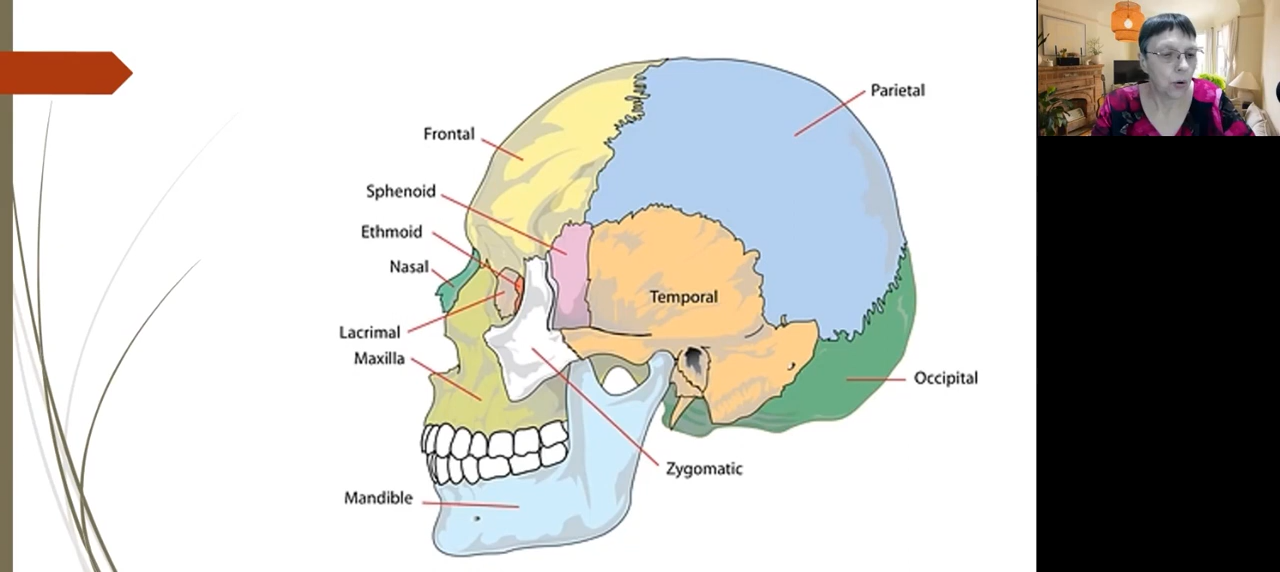 Parietal
Frontal
Sphenoid
Ethmoid
Nasal
Temporal
Lacrimal
Maxilla
Occipital
Zygomatic
Mandible